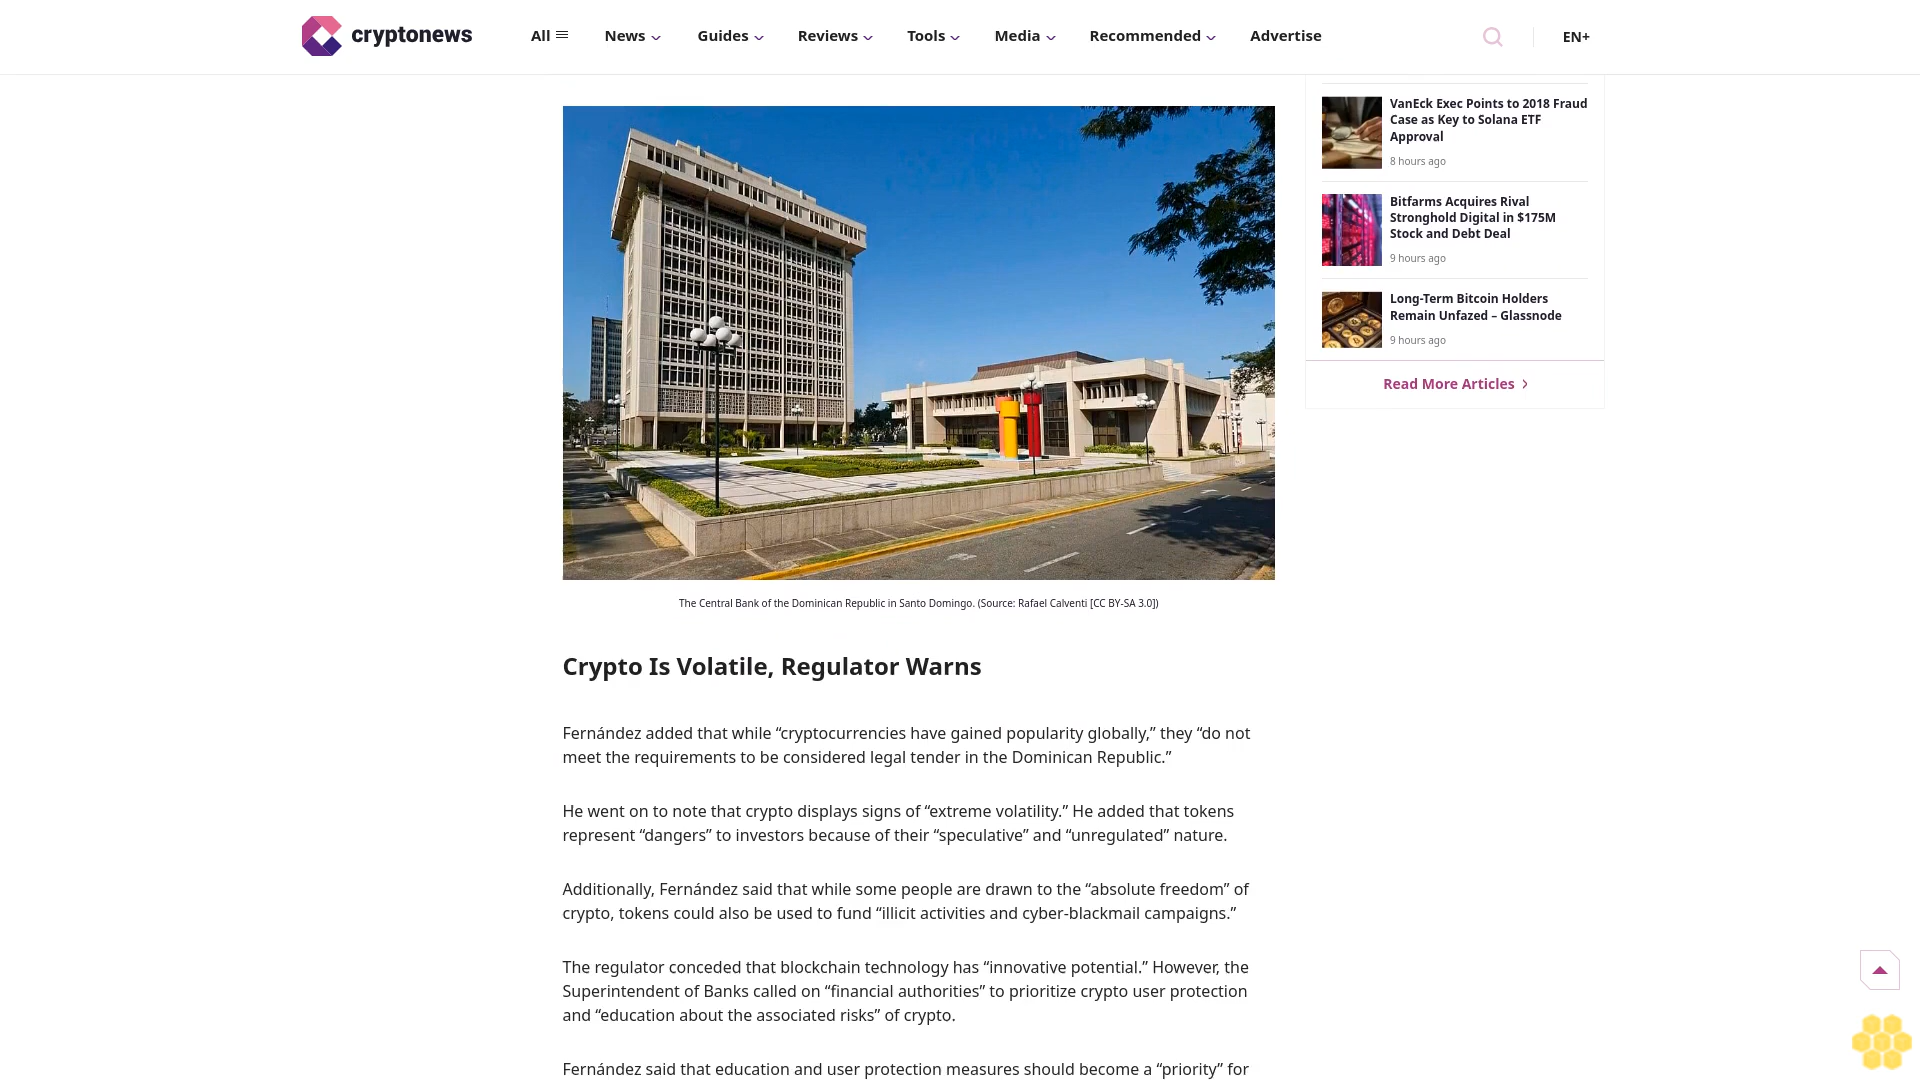 cryptonews
All
News
Guides
Reviews
Tools
Media
Recommended
Advertise
EN+
VanEck Exec Points to 2018 Fraud
Case as Key to Solana ETF
Approval
8 hours ago
Bitfarms Acquires Rival
Stronghold Digital in $175M
Stock and Debt Deal
9 hours ago
Long-Term Bitcoin Holders
Remain Unfazed – Glassnode
9 hours ago
Read More Articles
The Central Bank of the Dominican Republic in Santo Domingo. (Source: Rafael Calventi [CC BY-SA 3.0])
Crypto Is Volatile, Regulator Warns
Fernández added that while “cryptocurrencies have gained popularity globally,” they “do not
meet the requirements to be considered legal tender in the Dominican Republic.”
He went on to note that crypto displays signs of “extreme volatility.” He added that tokens
represent “dangers” to investors because of their “speculative” and “unregulated” nature.
Additionally, Fernández said that while some people are drawn to the “absolute freedom” of
crypto, tokens could also be used to fund “illicit activities and cyber-blackmail campaigns.”
The regulator conceded that blockchain technology has “innovative potential.” However, the
Superintendent of Banks called on “financial authorities” to prioritize crypto user protection
and “education about the associated risks” of crypto.
Fernández said that education and user protection measures should become a “priority” for